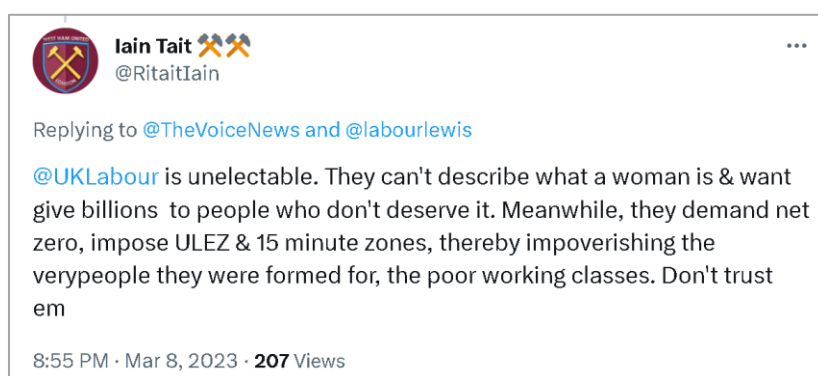 Iain Tait ⚒️⚒️
@RitaitIain
Replying to @TheVoiceNews and @labourlewis
@UKLabour is unelectable. They can't describe what a woman is & want
give billions  to people who don't deserve it. Meanwhile, they demand net
zero, impose ULEZ & 15 minute zones, thereby impoverishing the
verypeople they were formed for, the poor working classes. Don't trust
em
8:55 PM · Mar 8, 2023 · 207 Views